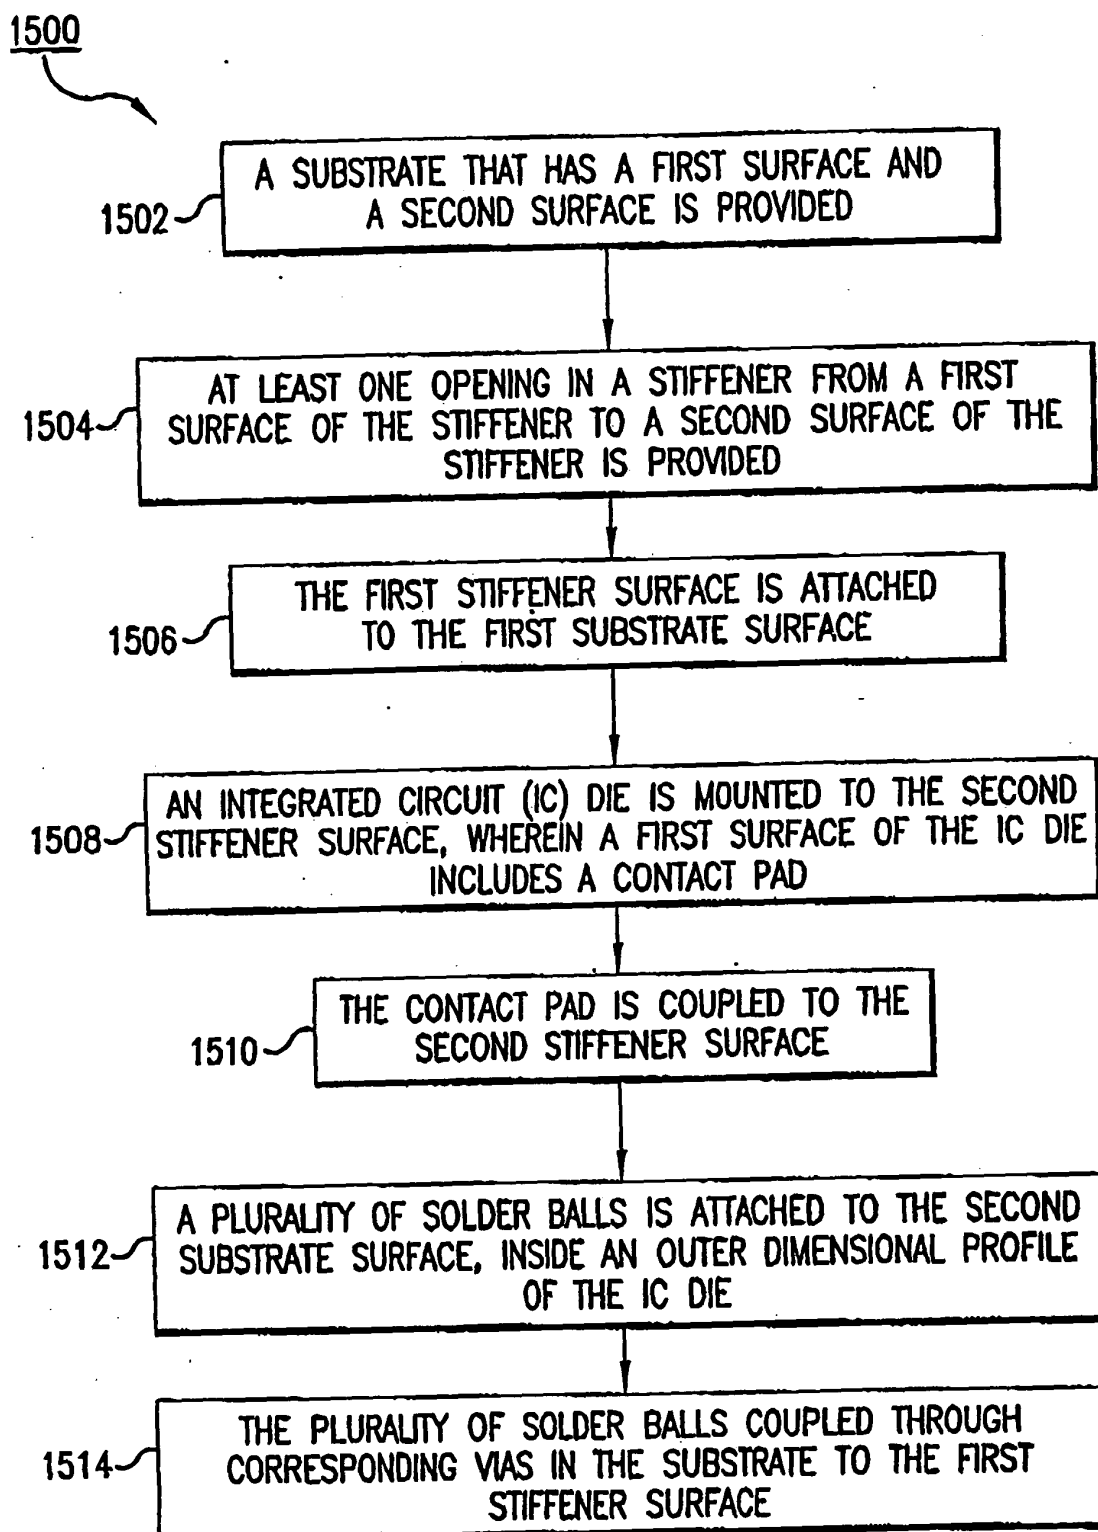 1500
A SUBSTRATE THAT HAS A FIRST SURFACE AND
A SECOND SURFACE IS PROVIDED
1502
AT LEAST ONE OPENING IN A STIFFENER FROM A FIRST
SURFACE OF THE STIFFENER TO A SECOND SURFACE OF THE
STIFFENER IS PROVIDED
1504
THE FIRST STIFFENER SURFACE IS ATTACHED
TO THE FIRST SUBSTRATE SURFACE
1506
AN INTEGRATED CIRCUIT (IC) DIE IS MOUNTED TO THE SECOND
STIFFENER SURFACE, WHEREIN A FIRST SURFACE OF THE IC DIE
INCLUDES A CONTACT PAD
1508
THE CONTACT PAD IS COUPLED TO THE
SECOND STIFFENER SURFACE
1510
A PLURALITY OF SOLDER BALLS IS ATTACHED TO THE SECOND
SUBSTRATE SURFACE, INSIDE AN OUTER DIMENSIONAL PROFILE
OF THE IC DIE
1512
THE PLURALITY OF SOLDER BALLS COUPLED THROUGH
CORRESPONDING VIAS IN THE SUBSTRATE TO THE FIRST
STIFFENER SURFACE
1514